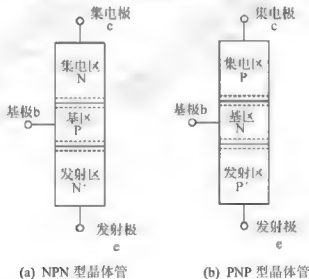 集电极
c
集电区
N
基极b
基区
P
发射区
N+
发射极
e
(a) NPN 型晶体管
集电极
c
集电区
P
基极b
基区
N
发射区
P+
发射极
e
(b) PNP 型晶体管